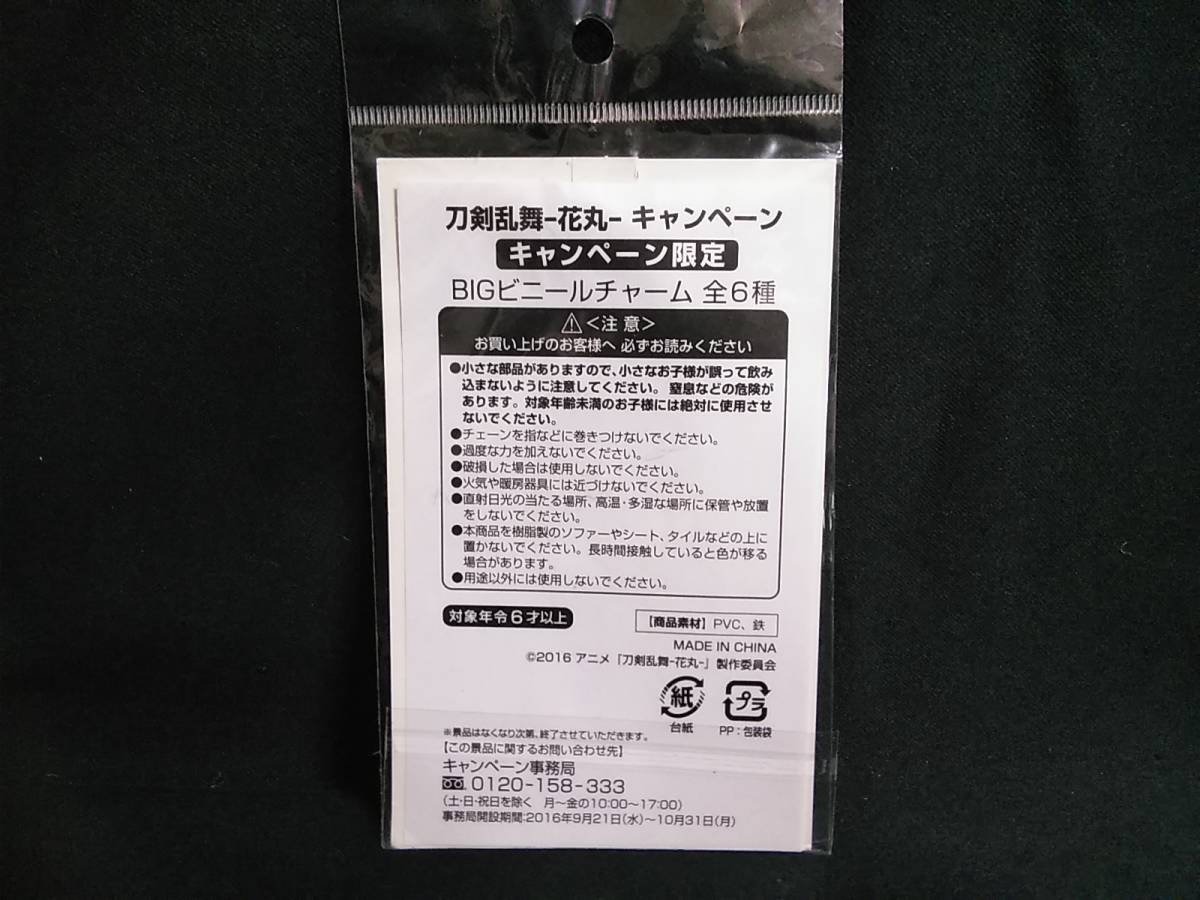 刀剣乱舞-花丸- キャンペーン
キャンペーン限定
BIGビニールチャーム 全6種
⚠<注 意>
お買い上げのお客様へ 必ずお読みください
●小さな部品がありますので、小さなお子様が誤って飲み
込まないように注意してください。窒息などの危険が
あります。対象年齢未満のお子様には絶対に使用させ
ないでください。
●チェーンを指などに巻きつけないでください。
●過度な力を加えないでください。
●破損した場合は使用しないでください。
●火気や暖房器具には近づけないでください。
●直射日光の当たる場所、高温・多湿な場所に保管や放置
をしないでください。
●本商品を樹脂製のソファーやシート、タイルなどの上に
置かないでください。長時間接触していると色が移る
場合があります。
●用途以外には使用しないでください。
対象年令6才以上
【商品素材】PVC、鉄
MADE IN CHINA
©2016 アニメ「刀剣乱舞-花丸-」製作委員会
紙 プラ
台紙 PP：包装袋
※景品はなくなり次第、終了させていただきます。
【この景品に関するお問い合わせ先】
キャンペーン事務局
0120-158-333
(土・日・祝日を除く 月～金の10:00～17:00)
事務局開設期間:2016年9月21日(水)～10月31日(月)